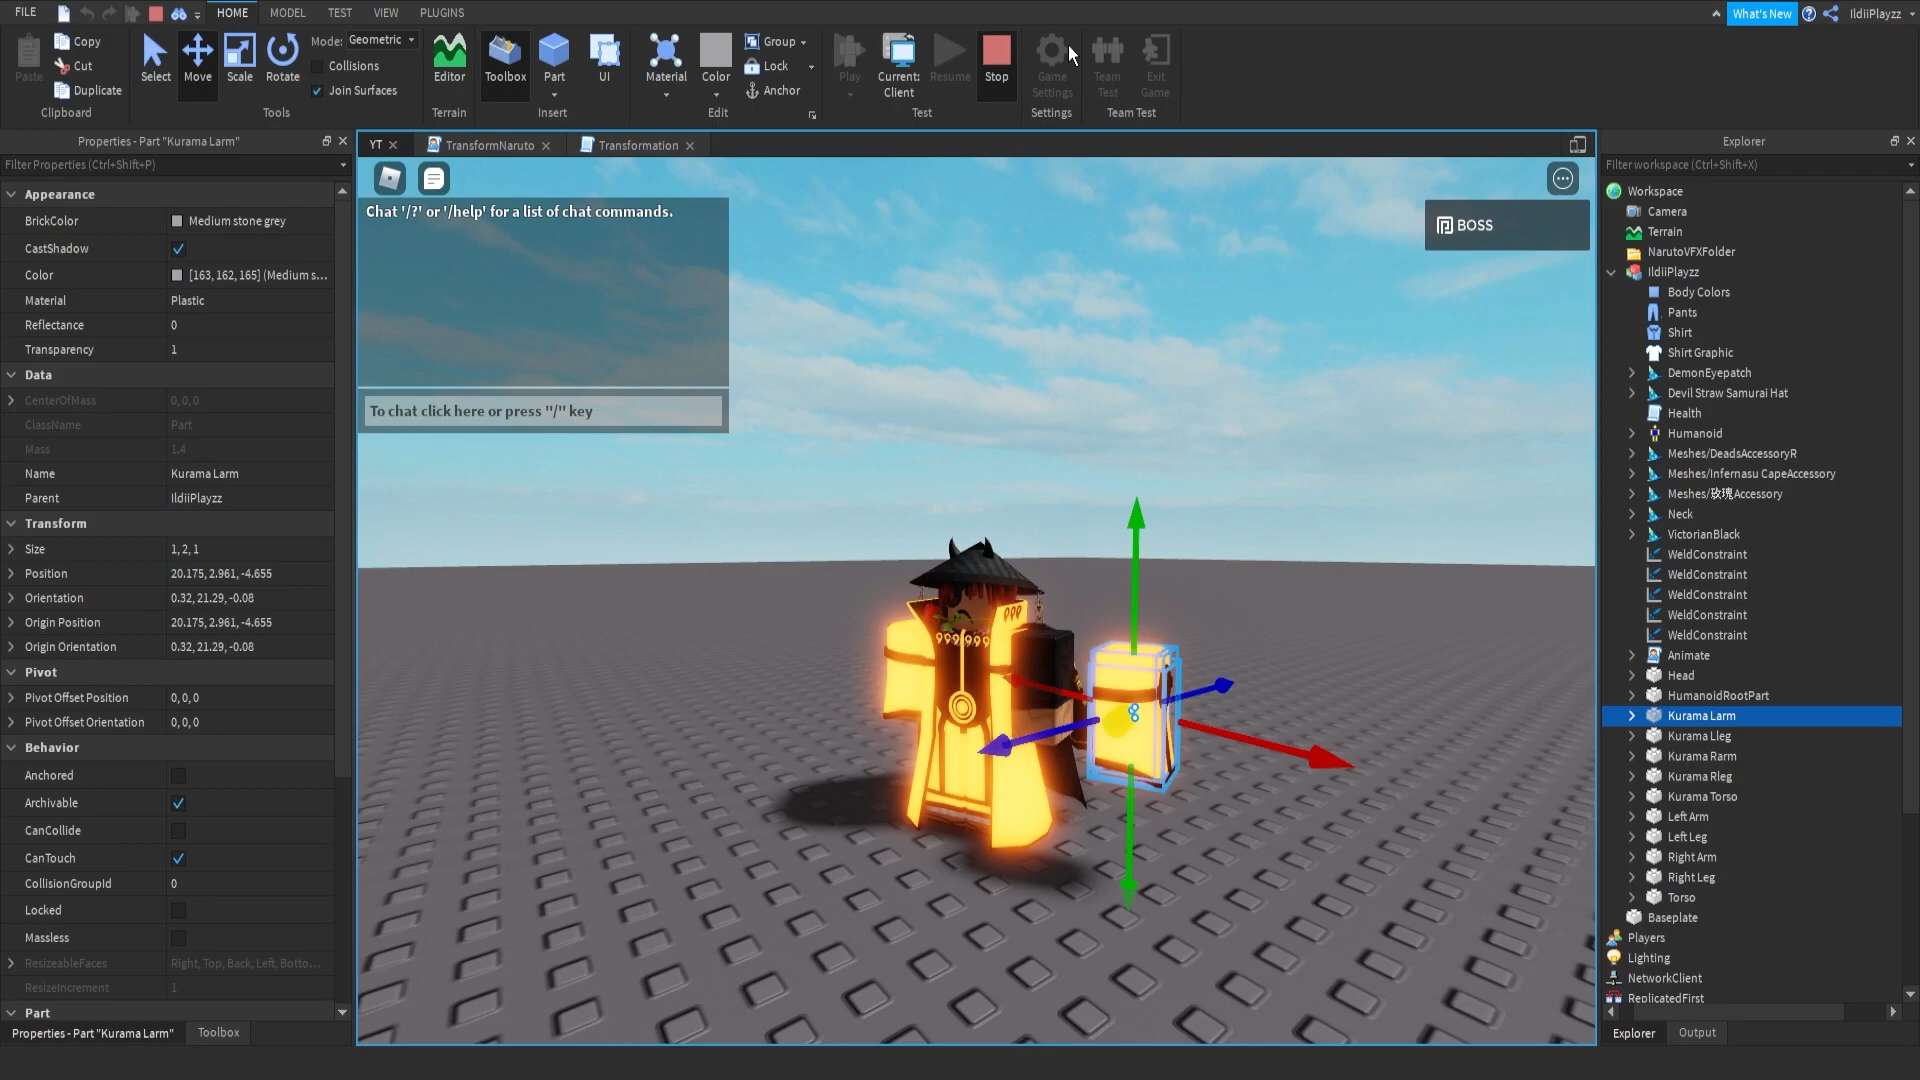 FILE
HOME
MODEL
TEST
VIEW
PLUGINS
What's New
IldiiPlayzz
Paste
Copy
Cut
Duplicate
Clipboard
Select
Move
Scale
Rotate
Mode: Geometric
Collisions
Join Surfaces
Tools
Editor
Terrain
Toolbox
Part
UI
Insert
Material
Color
Group
Lock
Anchor
Edit
Play
Current:
Client
Resume
Stop
Test
Game
Settings
Settings
Team
Test
Exit
Game
Team Test
Properties - Part "Kurama Larm"
Filter Properties (Ctrl+Shift+P)
Appearance
BrickColor Medium stone grey
CastShadow
Color [163, 162, 165] (Medium s...
Material Plastic
Reflectance 0
Transparency 1
Data
CenterOfMass 0, 0, 0
ClassName Part
Mass 1.4
Name Kurama Larm
Parent IldiiPlayzz
Transform
Size 1, 2, 1
Position 20.175, 2.961, -4.655
Orientation 0.32, 21.29, -0.08
Origin Position 20.175, 2.961, -4.655
Origin Orientation 0.32, 21.29, -0.08
Pivot
Pivot Offset Position 0, 0, 0
Pivot Offset Orientation 0, 0, 0
Behavior
Anchored
Archivable
CanCollide
CanTouch
CollisionGroupId 0
Locked
Massless
ResizeableFaces Right, Top, Back, Left, Botto...
ResizeIncrement 1
Part
Properties - Part "Kurama Larm"
Toolbox
YT
TransformNaruto
Transformation
Chat '/?' or '/help' for a list of chat commands.
To chat click here or press "/" key
BOSS
Explorer
Filter workspace (Ctrl+Shift+X)
Workspace
Camera
Terrain
NarutoVFXFolder
IldiiPlayzz
Body Colors
Pants
Shirt
Shirt Graphic
DemonEyepatch
Devil Straw Samurai Hat
Health
Humanoid
Meshes/DeadsAccessoryR
Meshes/Infernasu CapeAccessory
Meshes/玫瑰Accessory
Neck
VictorianBlack
WeldConstraint
WeldConstraint
WeldConstraint
WeldConstraint
WeldConstraint
Animate
Head
HumanoidRootPart
Kurama Larm
Kurama Lleg
Kurama Rarm
Kurama Rleg
Kurama Torso
Left Arm
Left Leg
Right Arm
Right Leg
Torso
Baseplate
Players
Lighting
NetworkClient
ReplicatedFirst
Explorer
Output